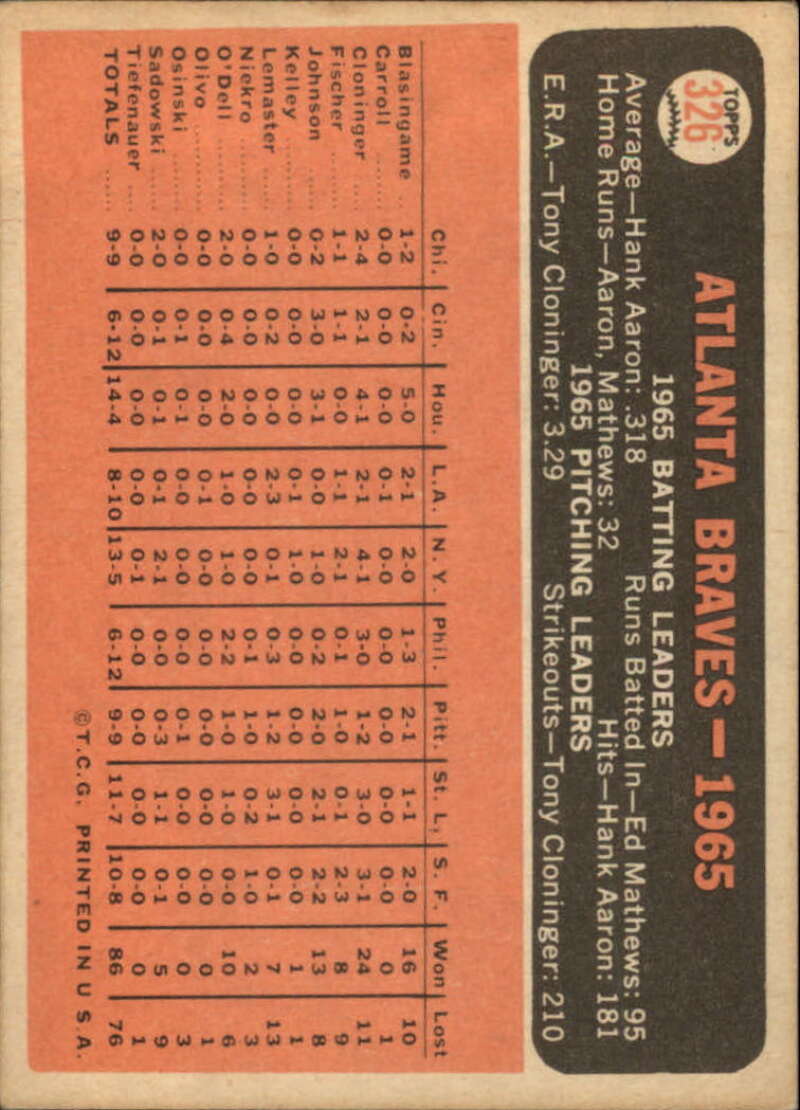 TOPPS
326
ATLANTA BRAVES—1965
1965 BATTING LEADERS
Average—Hank Aaron: .318 Runs Batted In—Ed Mathews: 95
Home Runs—Aaron, Mathews: 32 Hits—Hank Aaron: 181
1965 PITCHING LEADERS
E.R.A.—Tony Cloninger: 3.29 Strikeouts—Tony Cloninger: 210
Chi. Cin. Hou. L.A. N.Y. Phil. Pitt. St. L. S. F. Won Lost
Blasingame ... 1-2 0-2 5-0 2-1 2-0 1-3 2-1 1-1 2-0 16 10
Carroll ........ 0-0 0-0 0-0 0-1 0-0 0-0 0-0 0-0 0-0 0 1
Cloninger .... 2-4 2-1 4-1 2-1 4-1 3-0 1-2 3-0 3-1 24 11
Fischer ........ 1-1 1-1 0-0 1-1 2-1 0-1 1-0 0-1 2-3 8 9
Johnson ...... 0-2 3-0 3-1 0-0 1-0 0-2 2-0 2-1 2-2 13 8
Kelley .......... 0-0 0-0 0-0 0-1 1-0 0-0 0-0 0-0 0-0 1 1
Lemaster ..... 1-0 0-2 0-0 2-3 0-1 0-3 1-2 3-1 0-1 7 13
Niekro ......... 0-0 0-0 0-0 0-0 0-0 0-1 1-0 0-2 1-0 2 3
O'Dell .......... 2-0 0-4 2-0 1-0 1-0 2-2 1-0 1-0 0-0 10 6
Olivo ........... 0-0 0-0 0-0 0-1 0-0 0-0 0-0 0-0 0-0 0 1
Osinski ........ 0-0 0-1 0-1 0-0 0-0 0-0 0-1 0-0 0-0 0 3
Sadowski ..... 2-0 0-1 0-1 0-1 2-1 0-0 0-3 1-1 0-1 5 9
Tiefenauer ... 0-0 0-0 0-0 0-0 0-1 0-0 0-0 0-0 0-0 0 1
TOTALS ...... 9-9 6-12 14-4 8-10 13-5 6-12 9-9 11-7 10-8 86 76
©T.C.G. PRINTED IN U S.A.